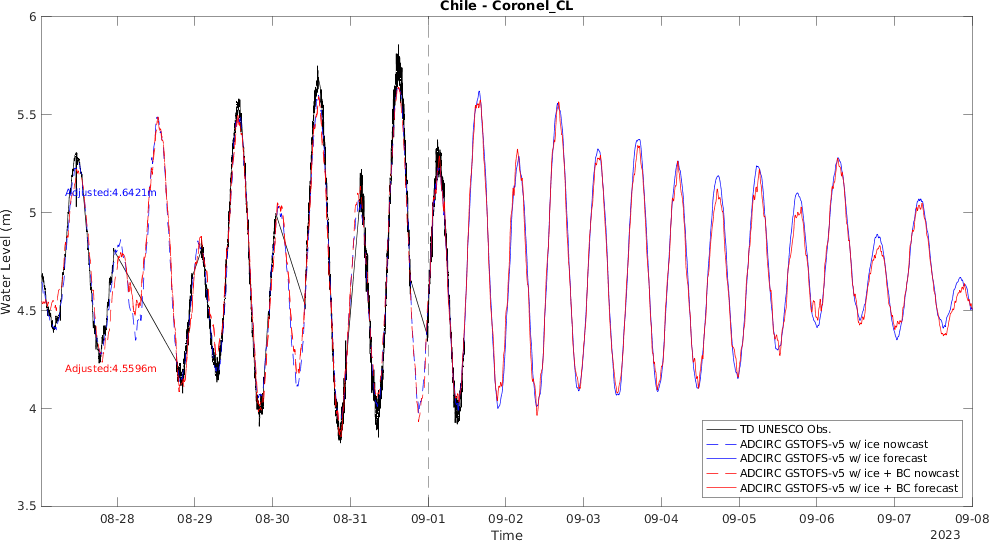 Chile - Coronel_CL
6
5.5
5
4.5
4
3.5
Water Level (m)
Adjusted:4.6421m
Adjusted:4.5596m
TD UNESCO Obs.
ADCIRC GSTOFS-v5 w/ ice nowcast
ADCIRC GSTOFS-v5 w/ ice forecast
ADCIRC GSTOFS-v5 w/ ice + BC nowcast
ADCIRC GSTOFS-v5 w/ ice + BC forecast
08-28 08-29 08-30 08-31 09-01 09-02 09-03 09-04 09-05 09-06 09-07 09-08
Time
2023